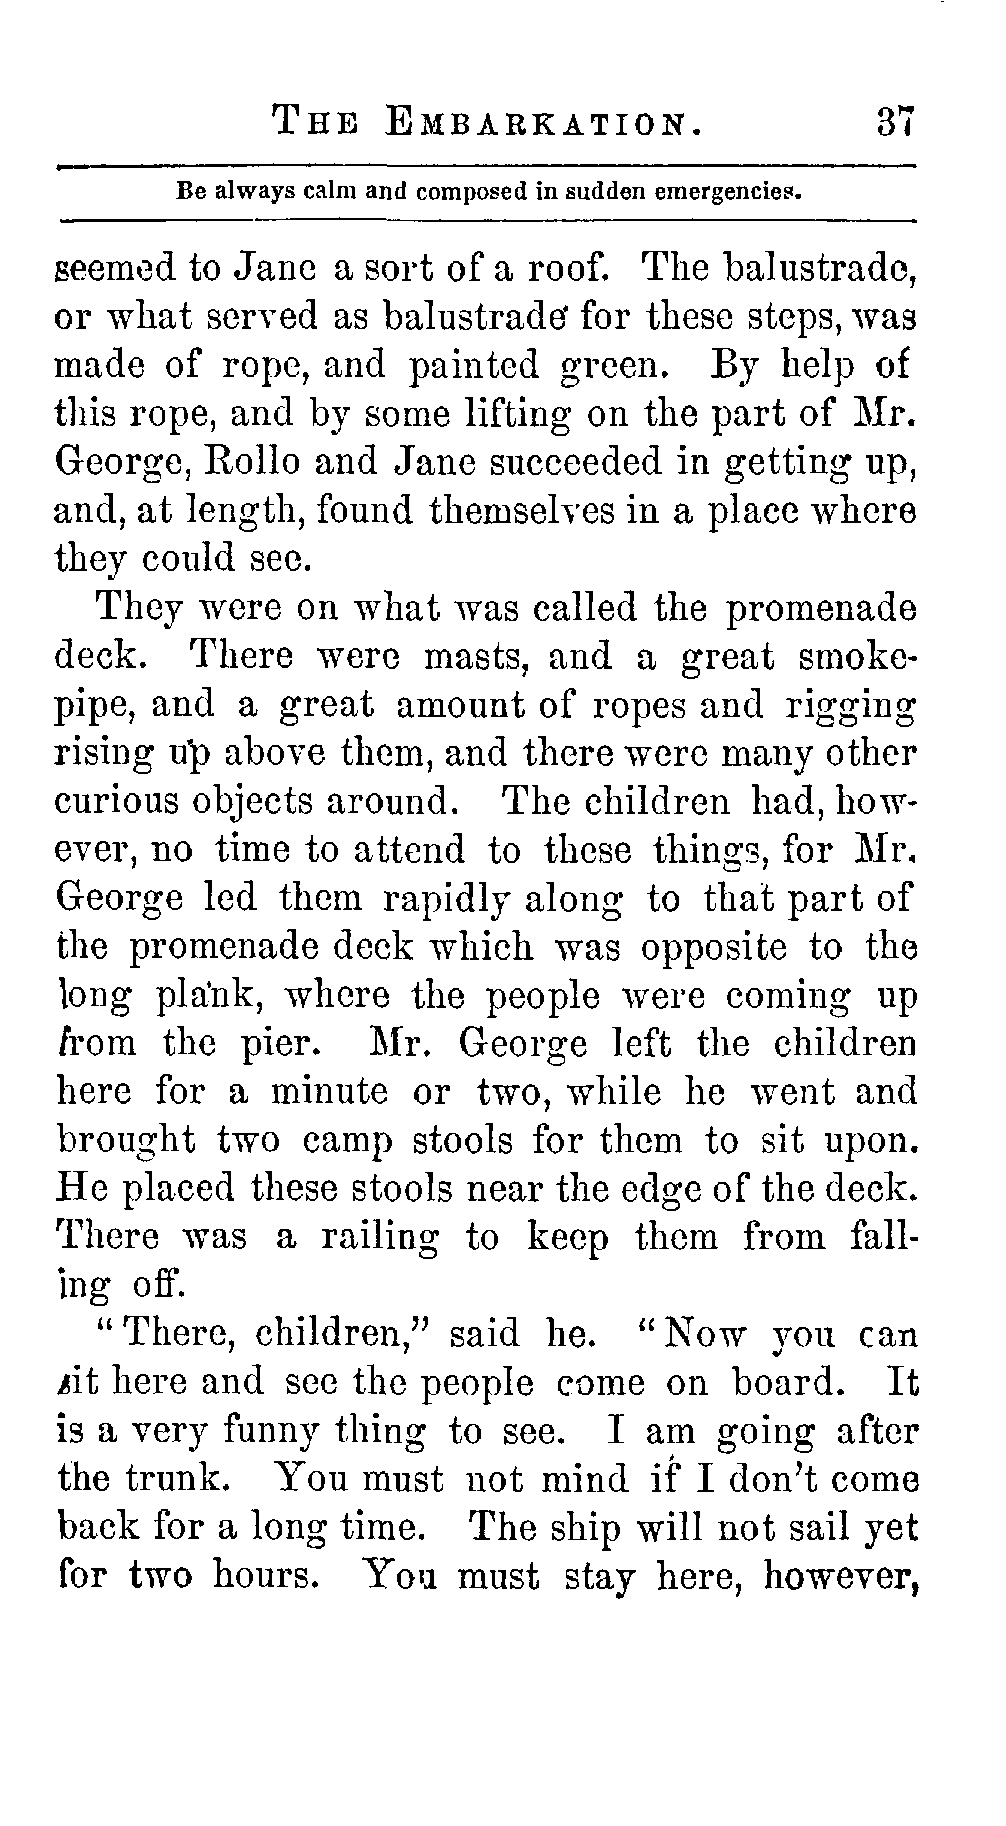 THE EMBARKATION. 37
Be always calm and composed in sudden emergencies.
seemed to Jane a sort of a roof. The balustrade,
or what served as balustrade for these steps, was
made of rope, and painted green. By help of
this rope, and by some lifting on the part of Mr.
George, Rollo and Jane succeeded in getting up,
and, at length, found themselves in a place where
they could see.
They were on what was called the promenade
deck. There were masts, and a great smoke-
pipe, and a great amount of ropes and rigging
rising up above them, and there were many other
curious objects around. The children had, how-
ever, no time to attend to these things, for Mr.
George led them rapidly along to that part of
the promenade deck which was opposite to the
long plank, where the people were coming up
from the pier. Mr. George left the children
here for a minute or two, while he went and
brought two camp stools for them to sit upon.
He placed these stools near the edge of the deck.
There was a railing to keep them from fall-
ing off.
"There, children," said he. "Now you can
sit here and see the people come on board. It
is a very funny thing to see. I am going after
the trunk. You must not mind if I don't come
back for a long time. The ship will not sail yet
for two hours. You must stay here, however,